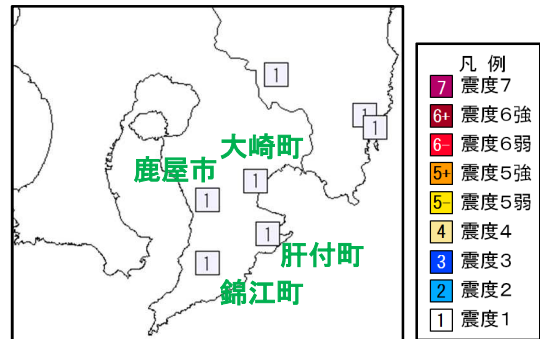 1
1
1
大崎町
鹿屋市
1
1
1
肝付町
1
錦江町
凡 例
7 震度7
6+ 震度6強
6- 震度6弱
5+ 震度5強
5- 震度5弱
4 震度4
3 震度3
2 震度2
1 震度1